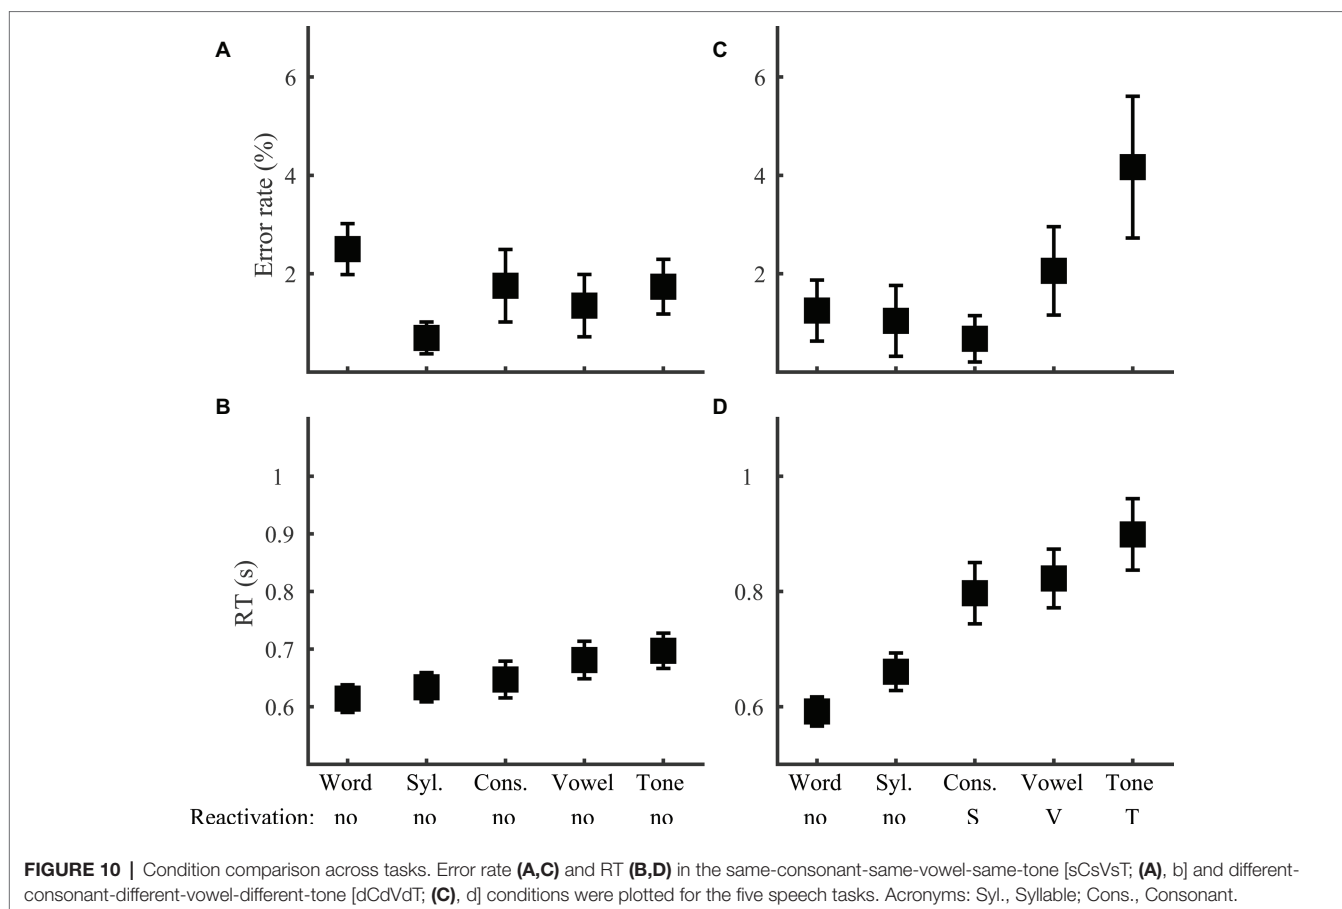 A
C
6
4
2
Error rate (%)
6
4
2
B
D
1
0.9
0.8
0.7
0.6
RT (s)
1
0.8
0.6
Word Syl. Cons. Vowel Tone
Word Syl. Cons. Vowel Tone
Reactivation: no no no no no
no no S V T
FIGURE 10 | Condition comparison across tasks. Error rate (A,C) and RT (B,D) in the same-consonant-same-vowel-same-tone [sCsVsT; (A), b] and different-
consonant-different-vowel-different-tone [dCdVdT; (C), d] conditions were plotted for the five speech tasks. Acronyms: Syl., Syllable; Cons., Consonant.